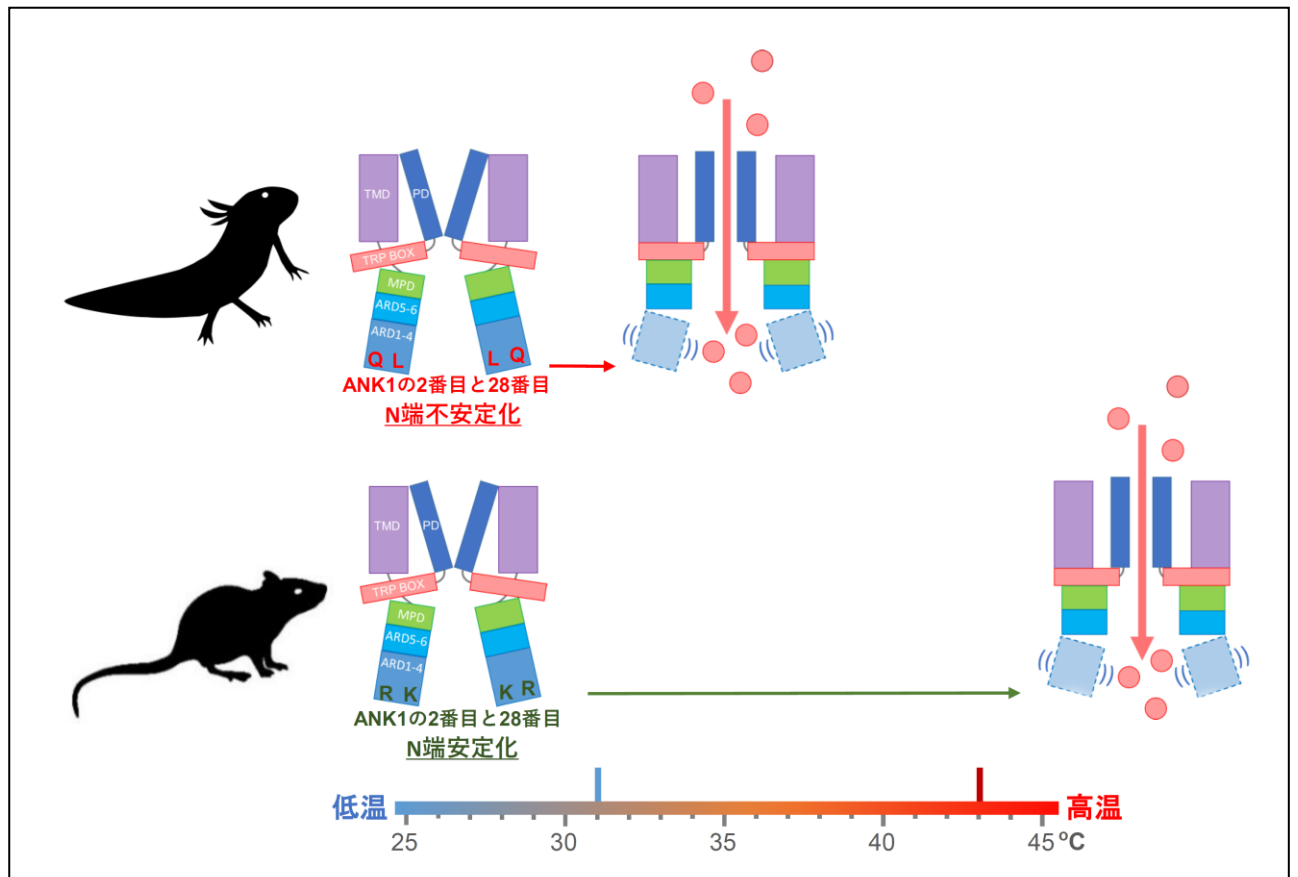 TMD
PD
TRP BOX
MPD
ARD5-6
ARD1-4
Q L
L Q
ANK1の2番目と28番目
N端不安定化
TMD
PD
TRP BOX
MPD
ARD5-6
ARD1-4
R K
K R
ANK1の2番目と28番目
N端安定化
低温
高温
25 30 35 40 45 ℃